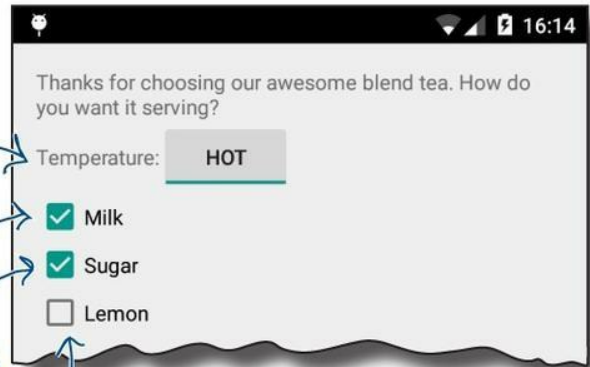 16:14
Thanks for choosing our awesome blend tea. How do
you want it serving?
Temperature: HOT
Milk
Sugar
Lemon